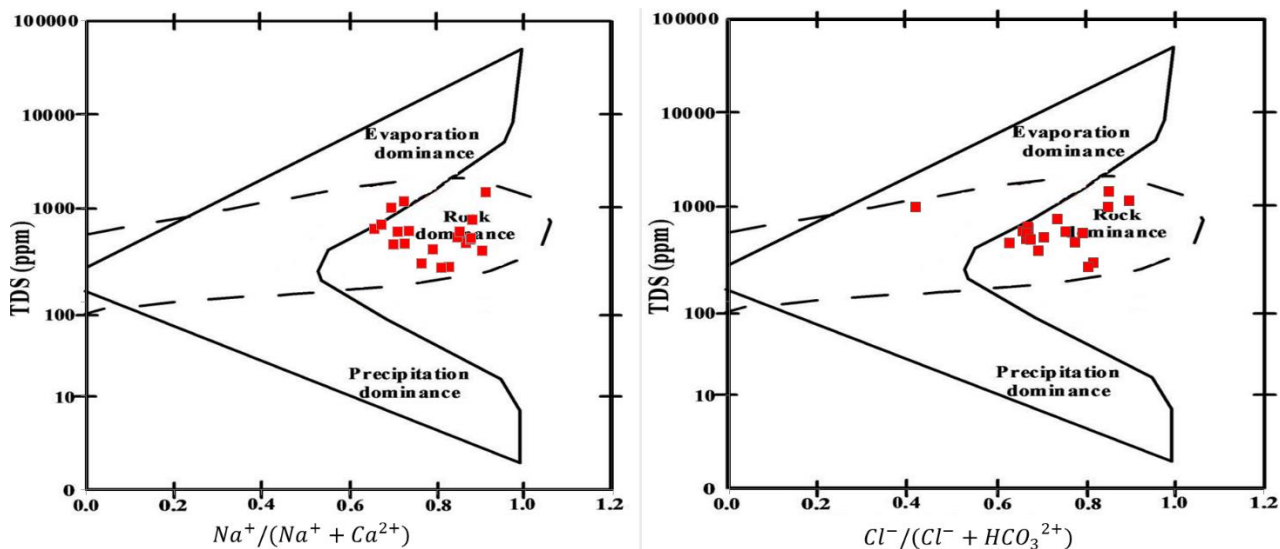 100000
10000
1000
100
10
0
TDS (ppm)
Evaporation
dominance
Rock
dominance
Precipitation
dominance
0.0 0.2 0.4 0.6 0.8 1.0 1.2
Na⁺/(Na⁺ + Ca²⁺)
100000
10000
1000
100
10
0
TDS (ppm)
Evaporation
dominance
Rock
dominance
Precipitation
dominance
0.0 0.2 0.4 0.6 0.8 1.0 1.2
Cl⁻/(Cl⁻ + HCO₃²⁺)